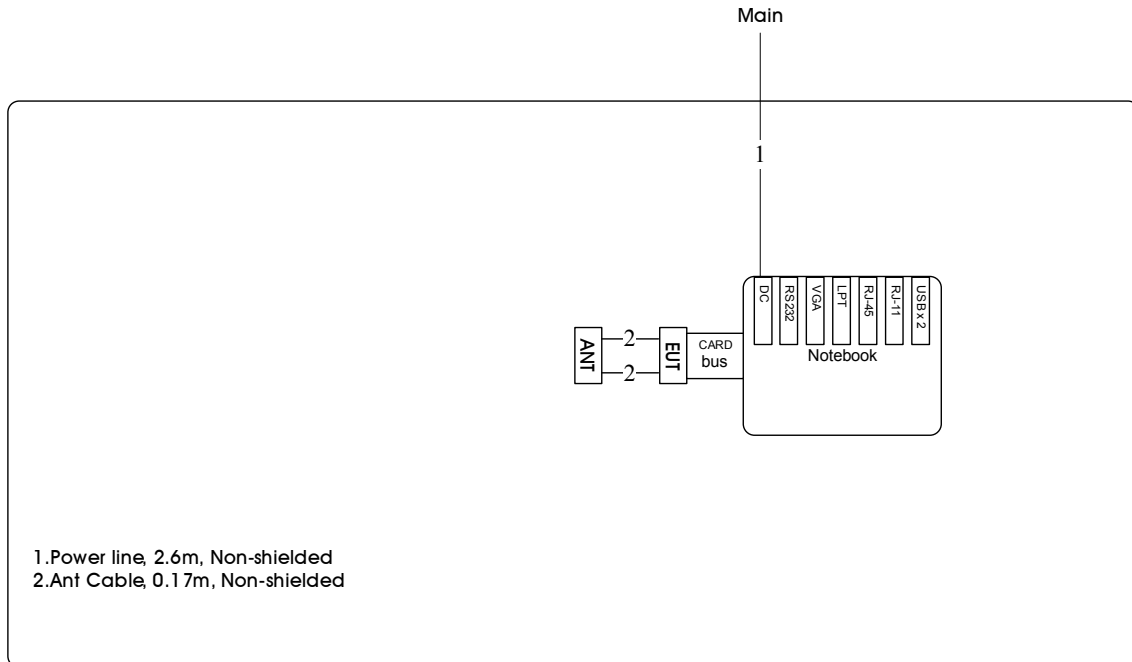 Main
1
DC
RS232
VGA
LPT
RJ-45
RJ-11
USB x 2
Notebook
ANT
2
2
EUT
CARD
bus
1.Power line, 2.6m, Non-shielded
2.Ant Cable, 0.17m, Non-shielded